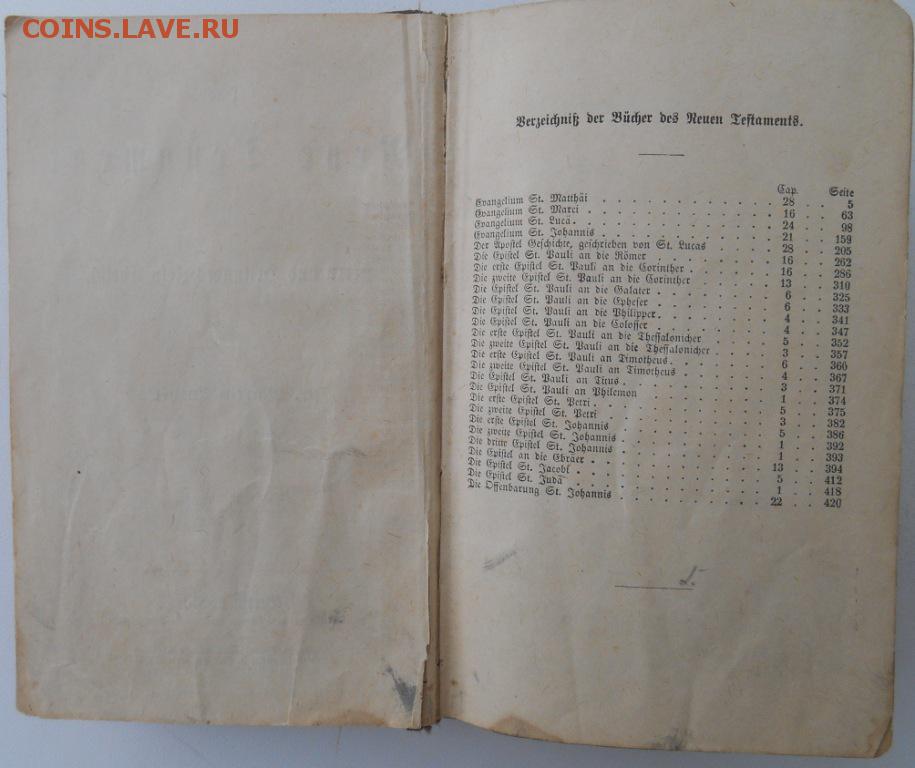 COINS.LAVE.RU
Verzeichniß der Bücher des Neuen Testaments.
Cap. Seite
Evangelium St. Matthäi . . . . . . . . . . 28 . . 5
Evangelium St. Marci . . . . . . . . . . 16 . . 63
Evangelium St. Lucä . . . . . . . . . . 24 . . 98
Evangelium St. Johannis . . . . . . . . . . 21 . . 159
Der Apostel Geschichte, geschrieben von St. Lucas . . . . 28 . . 205
Die Epistel St. Pauli an die Römer . . . . . . . 16 . . 262
Die erste Epistel St. Pauli an die Corinther . . . . . 16 . . 286
Die zweite Epistel St. Pauli an die Corinther . . . . . 13 . . 310
Die Epistel St. Pauli an die Galater . . . . . . . 6 . . 325
Die Epistel St. Pauli an die Epheser . . . . . . . 6 . . 333
Die Epistel St. Pauli an die Philipper . . . . . . . 4 . . 341
Die Epistel St. Pauli an die Colosser . . . . . . . 4 . . 347
Die erste Epistel St. Pauli an die Thessalonicher . . . . 5 . . 352
Die zweite Epistel St. Pauli an die Thessalonicher . . . . 3 . . 357
Die erste Epistel St. Pauli an Timotheus . . . . . . 6 . . 360
Die zweite Epistel St. Pauli an Timotheus . . . . . . 4 . . 367
Die Epistel St. Pauli an Titus . . . . . . . . 3 . . 371
Die Epistel St. Pauli an Philemon . . . . . . . 1 . . 374
Die erste Epistel St. Petri . . . . . . . . . 5 . . 375
Die zweite Epistel St. Petri . . . . . . . . . 3 . . 382
Die erste Epistel St. Johannis . . . . . . . . 5 . . 386
Die zweite Epistel St. Johannis . . . . . . . . 1 . . 392
Die dritte Epistel St. Johannis . . . . . . . . 1 . . 393
Die Epistel an die Ebräer . . . . . . . . . 13 . . 394
Die Epistel St. Jacobi . . . . . . . . . . 5 . . 412
Die Epistel St. Judä . . . . . . . . . . 1 . . 418
Die Offenbarung St. Johannis . . . . . . . . 22 . . 420